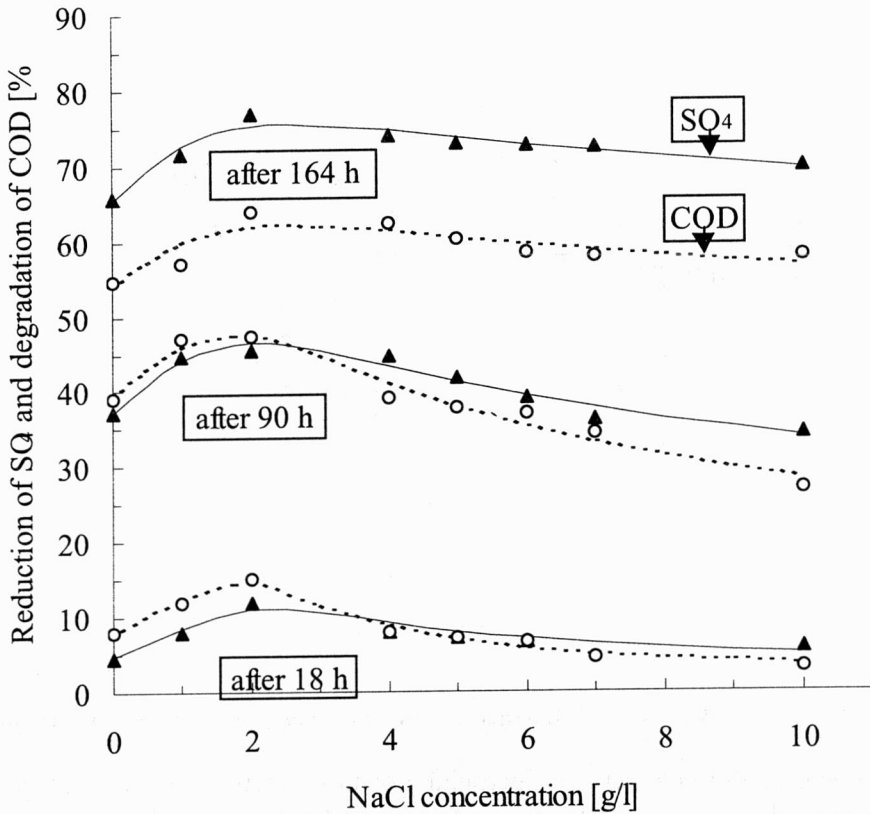 Reduction of SO4 and degradation of COD [%
90
80
70
60
50
40
30
20
10
0
SO4
after 164 h
COD
after 90 h
after 18 h
0 2 4 6 8 10
NaCl concentration [g/l]